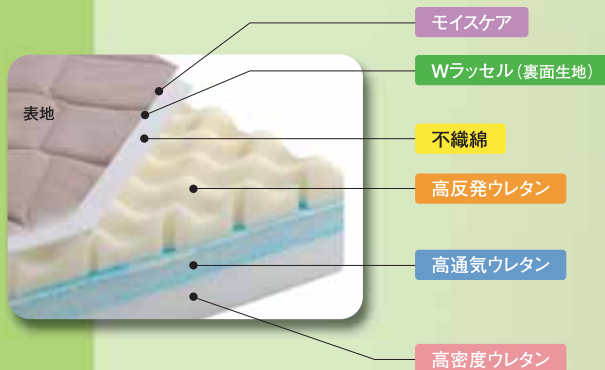 モイスケア
Wラッセル（裏面生地）
表地
不織綿
高反発ウレタン
高通気ウレタン
高密度ウレタン